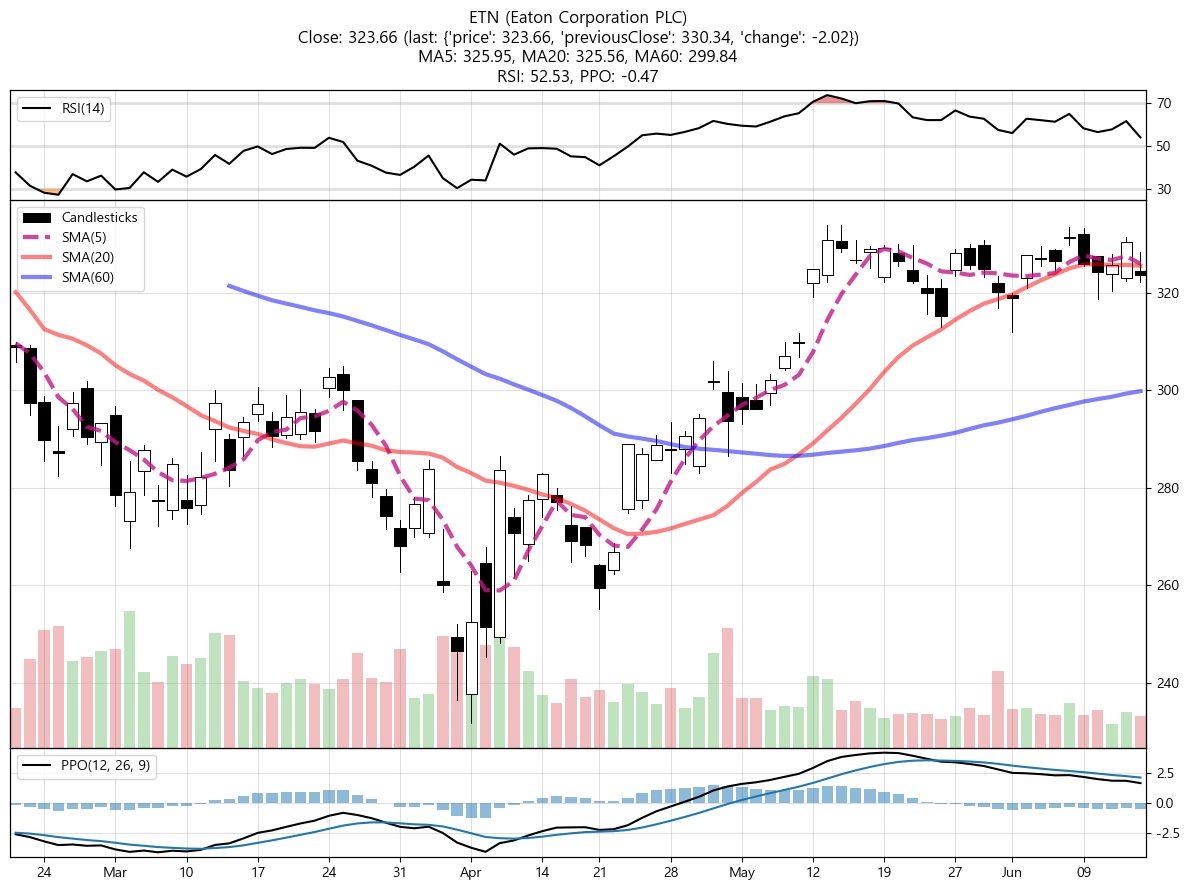 ETN (Eaton Corporation PLC)
Close: 323.66 (last: {'price': 323.66, 'previousClose': 330.34, 'change': -2.02})
MA5: 325.95, MA20: 325.56, MA60: 299.84
RSI: 52.53, PPO: -0.47
RSI(14)
70
50
30
Candlesticks
SMA(5)
SMA(20)
SMA(60)
320
300
280
260
240
PPO(12, 26, 9)
2.5
0.0
−2.5
24 Mar 10 17 24 31 Apr 14 21 28 May 12 19 27 Jun 09